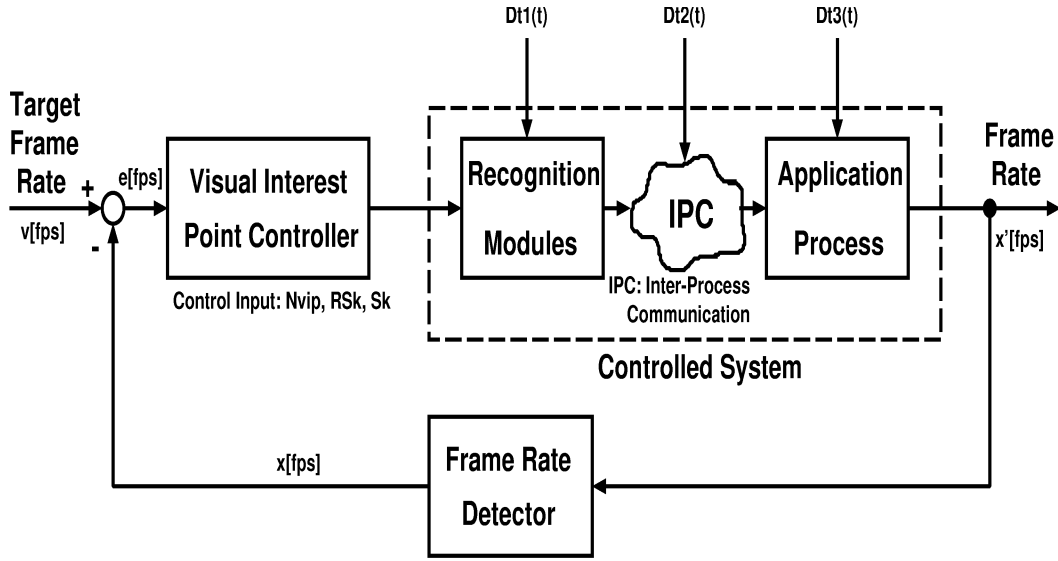 Dt1(t)
Dt2(t)
Dt3(t)
Target
Frame
Rate
+
v[fps]
-
e[fps]
Visual Interest
Point Controller
Control Input: Nvip, RSk, Sk
Recognition
Modules
IPC
IPC: Inter-Process
Communication
Application
Process
Controlled System
Frame
Rate
x'[fps]
x[fps]
Frame Rate
Detector